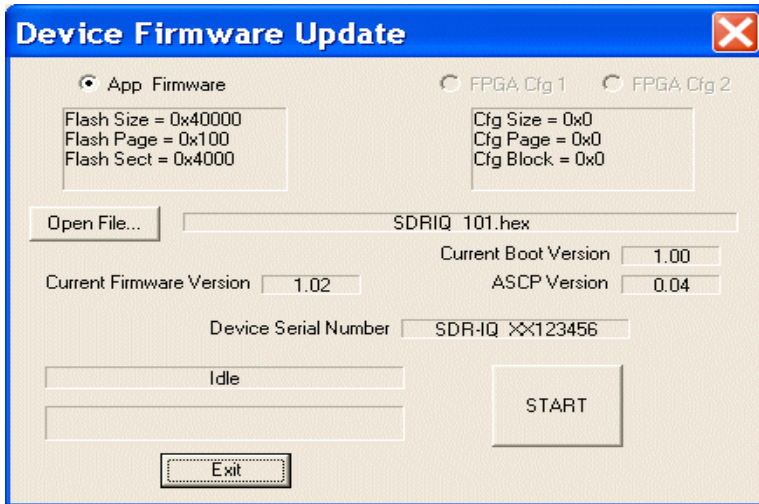 Device Firmware Update
App Firmware
FPGA Cfg 1 FPGA Cfg 2
Flash Size = 0x40000
Flash Page = 0x100
Flash Sect = 0x4000
Cfg Size = 0x0
Cfg Page = 0x0
Cfg Block = 0x0
Open File... SDRIQ 101.hex
Current Boot Version 1.00
Current Firmware Version 1.02
ASCP Version 0.04
Device Serial Number SDR-IQ XX123456
Idle
START
Exit